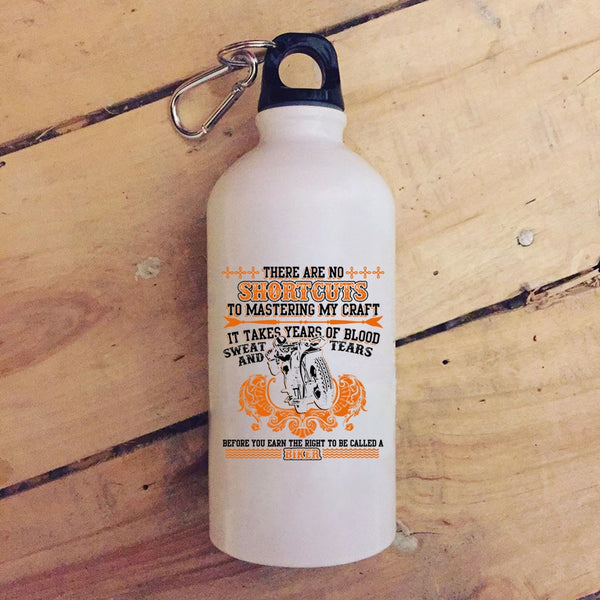 THERE ARE NO
SHORTCUTS
TO MASTERING MY CRAFT
IT TAKES YEARS OF BLOOD
SWEAT AND TEARS
BEFORE YOU EARN THE RIGHT TO BE CALLED A
BIKER